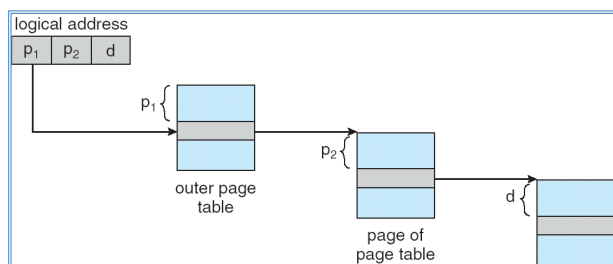 logical address
p₁ p₂ d
p₁
p₂
d
outer page
table
page of
page table